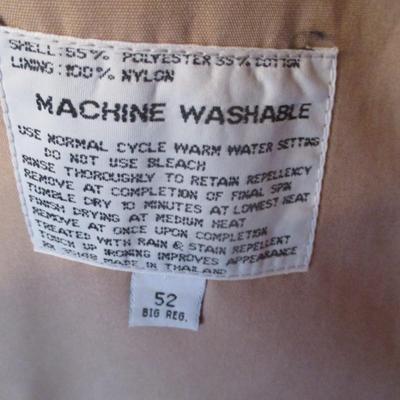 SHELL: 65% POLYESTER 35% COTTON
LINING: 100% NYLON
MACHINE WASHABLE
USE NORMAL CYCLE WARM WATER SETTING
DO NOT USE BLEACH
RINSE THOROUGHLY TO RETAIN REPELLENCY
REMOVE AT COMPLETION OF FINAL SPIN
TUMBLE DRY 10 MINUTES AT LOWEST HEAT
FINISH DRYING AT MEDIUM HEAT
REMOVE AT ONCE UPON COMPLETION
TREATED WITH RAIN & STAIN REPELLENT
TOUCH UP IRONING IMPROVES APPEARANCE
MADE IN THAILAND
52
BIG REG.